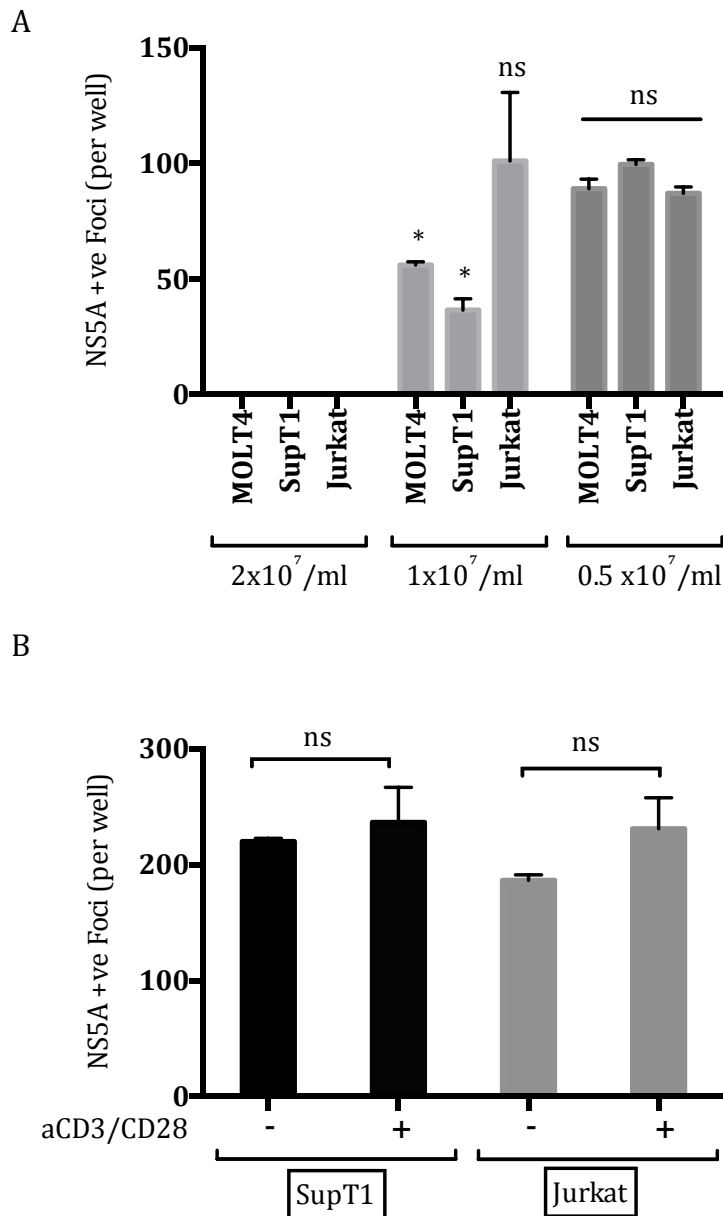 A
NS5A +ve Foci (per well)
150
100
50
0
ns
ns
*
*
MOLT4
SupT1
Jurkat
MOLT4
SupT1
Jurkat
MOLT4
SupT1
Jurkat
2x10⁷/ml
1x10⁷/ml
0.5 x10⁷/ml
B
NS5A +ve Foci (per well)
300
200
100
0
ns
ns
aCD3/CD28 - + - +
SupT1
Jurkat